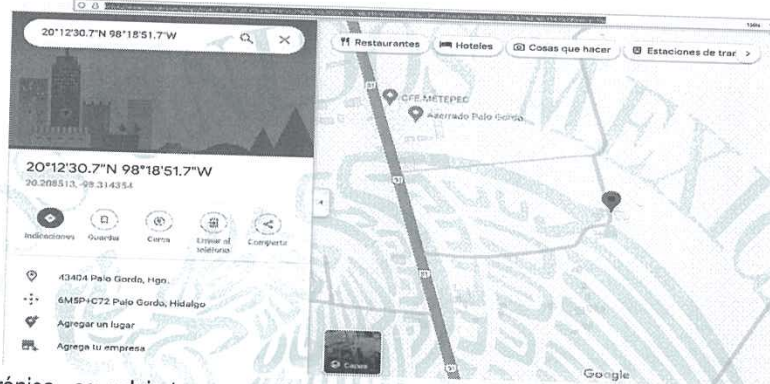 20°12'30.7"N 98°18'51.7"W
Restaurantes
Hoteles
Cosas que hacer
Estaciones de trar
CFE METEPEC
Aserrado Palo Gordo
20°12'30.7"N 98°18'51.7"W
20.208513, -98.314354
Indicaciones
Guardar
Cerca
Enviar al teléfono
Compartir
43404 Palo Gordo, Hgo.
6M5P+C72 Palo Gordo, Hidalgo
Agregar un lugar
Agrega tu empresa
Capas
Google
MEXIC